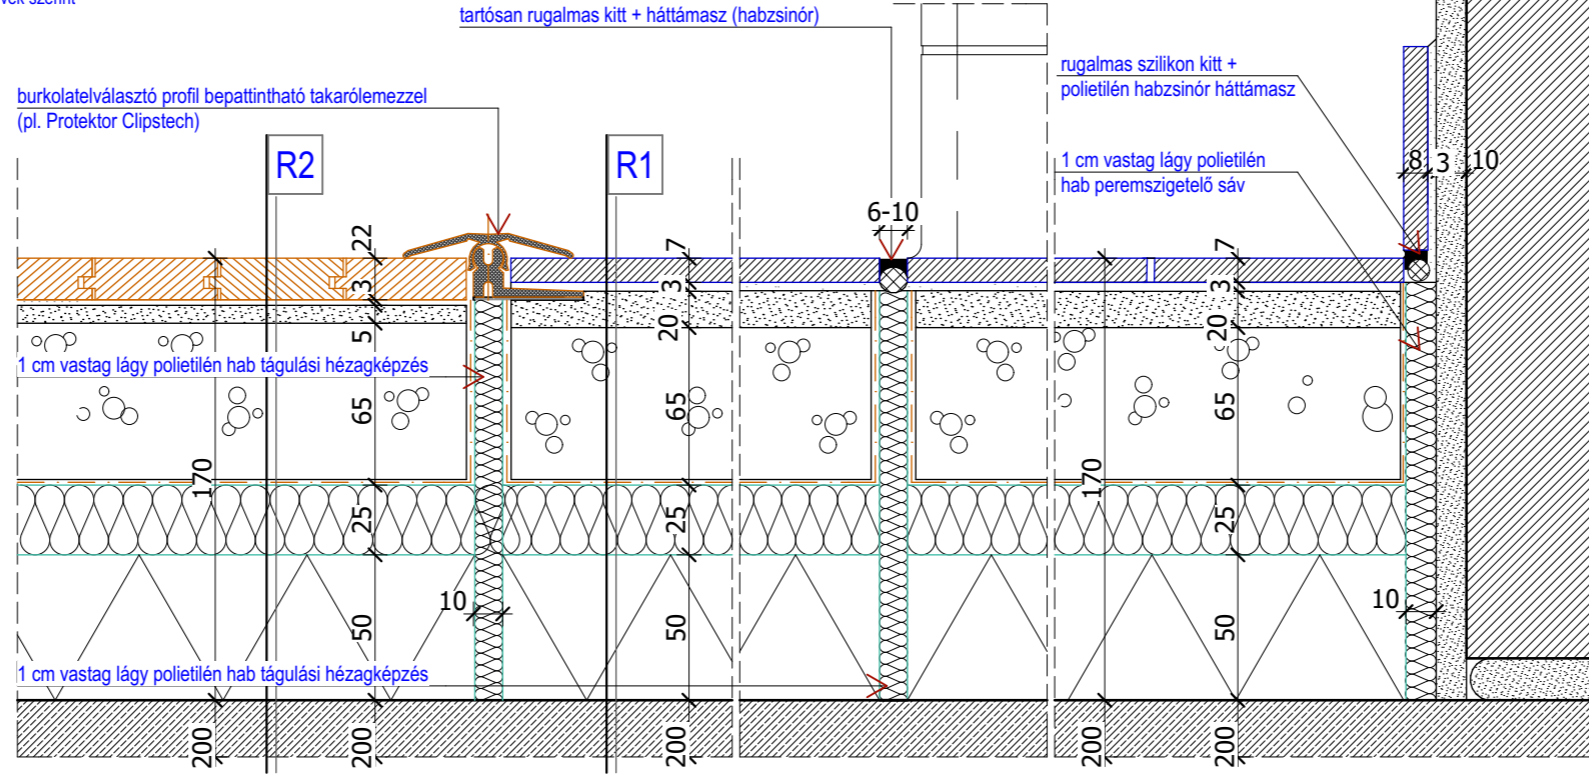 vek szerint
tartósan rugalmas kitt + háttámasz (habzsinór)
rugalmas szilikon kitt +
polietilén habzsinór háttámasz
burkolatelválasztó profil bepattintható takarólemezzel
(pl. Protektor Clipstech)
R2
R1
1 cm vastag lágy polietilén
hab peremszigetelő sáv
8
3
10
6-10
22
3
5
65
25
50
200
170
200
7
3
20
65
25
50
200
170
200
7
3
20
65
25
50
200
1 cm vastag lágy polietilén hab tágulási hézagképzés
10
10
1 cm vastag lágy polietilén hab tágulási hézagképzés